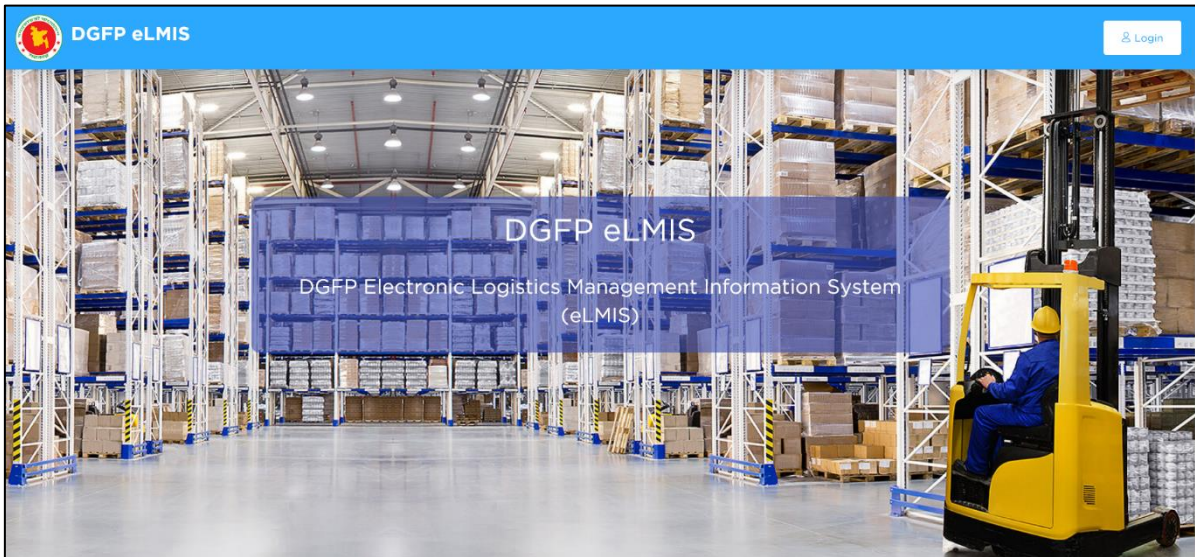 DGFP eLMIS
Login
DGFP eLMIS
DGFP Electronic Logistics Management Information System
(eLMIS)